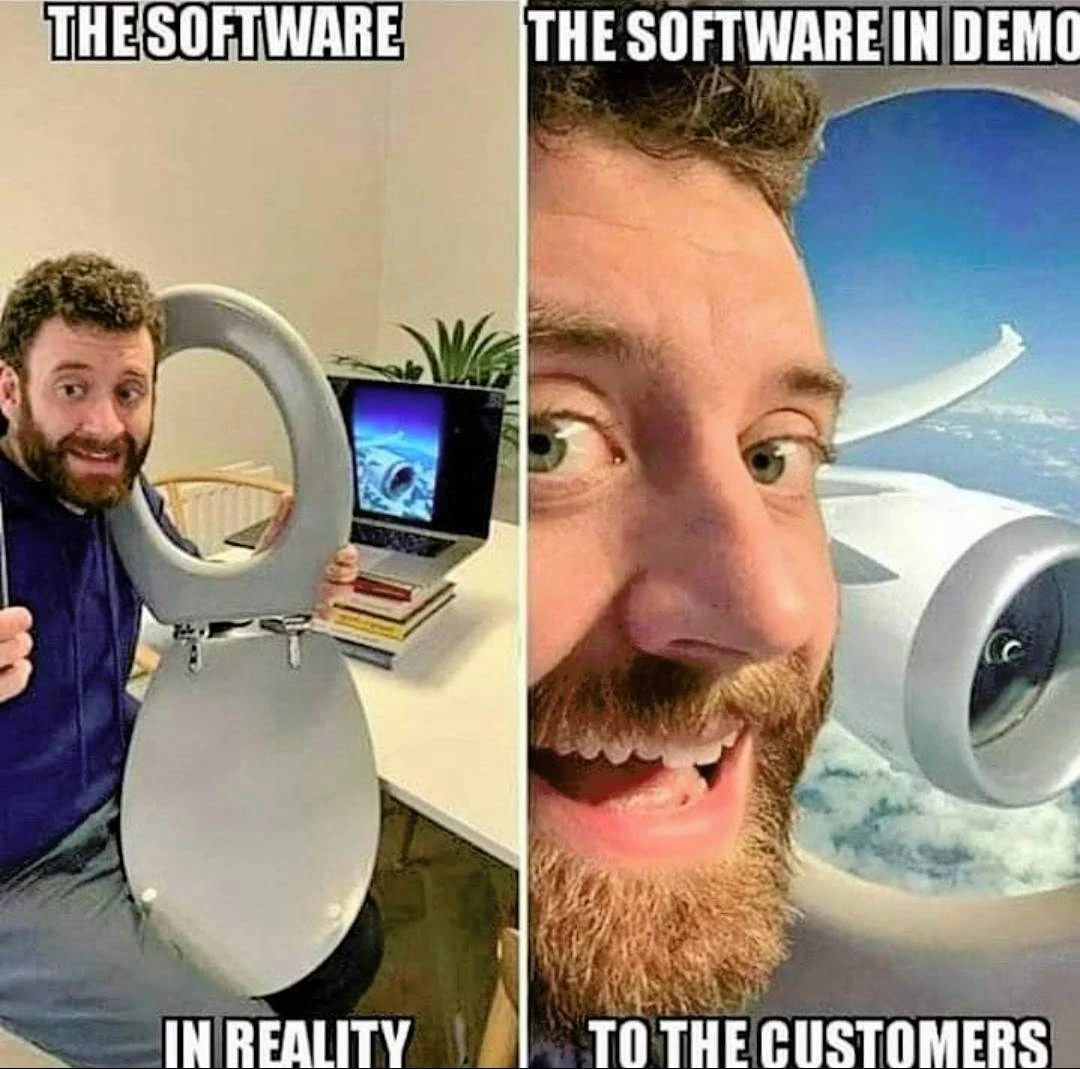 THE SOFTWARE
IN REALITY
THE SOFTWARE IN DEMO
TO THE CUSTOMERS